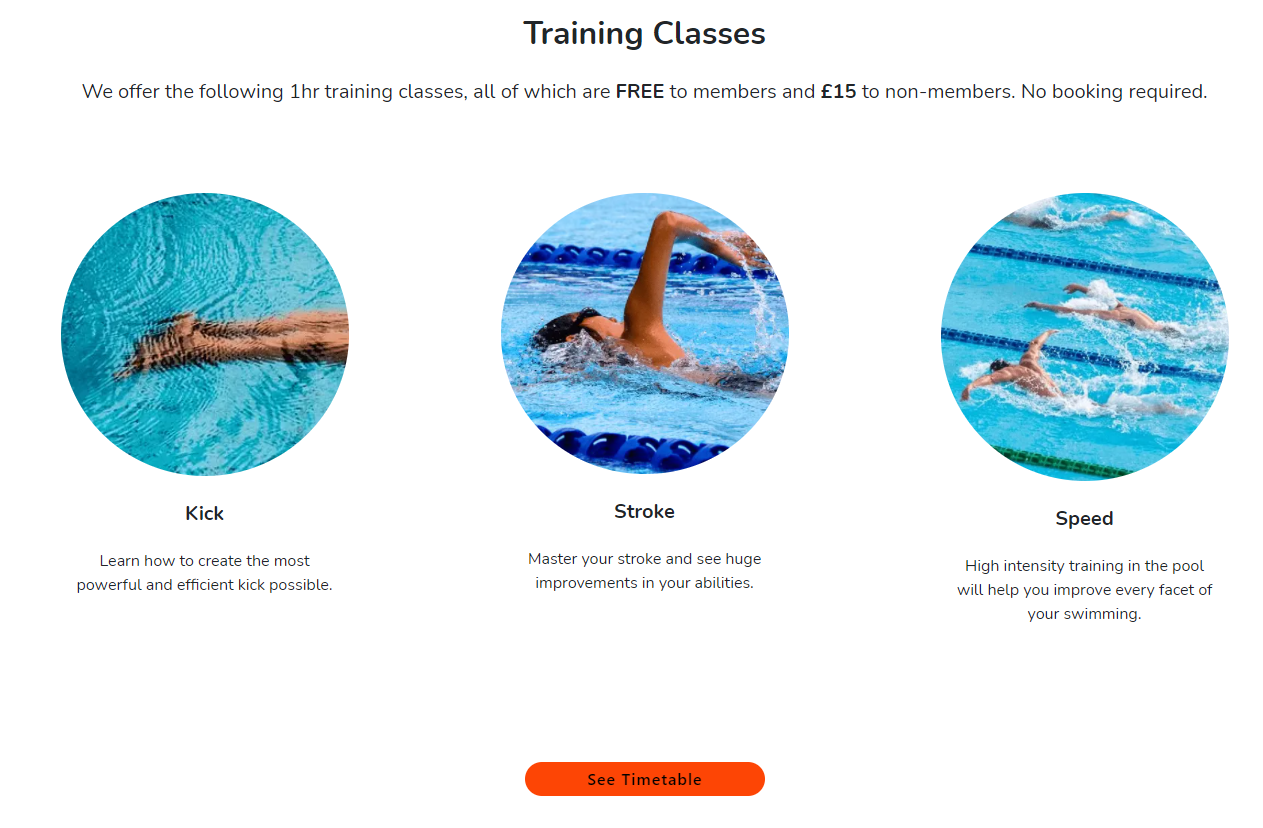 Training Classes
We offer the following 1hr training classes, all of which are FREE to members and £15 to non-members. No booking required.
Kick
Learn how to create the most
powerful and efficient kick possible.
Stroke
Master your stroke and see huge
improvements in your abilities.
Speed
High intensity training in the pool
will help you improve every facet of
your swimming.
See Timetable